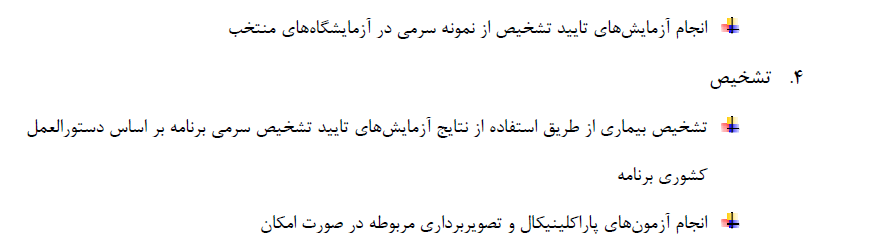 انجام آزمایش‌های تایید تشخیص از نمونه سرمی در آزمایشگاه‌های منتخب
۴. تشخیص
تشخیص بیماری از طریق استفاده از نتایج آزمایش‌های تایید تشخیص سرمی برنامه بر اساس دستورالعمل
کشوری برنامه
انجام آزمون‌های پاراکلینیکال و تصویربرداری مربوطه در صورت امکان